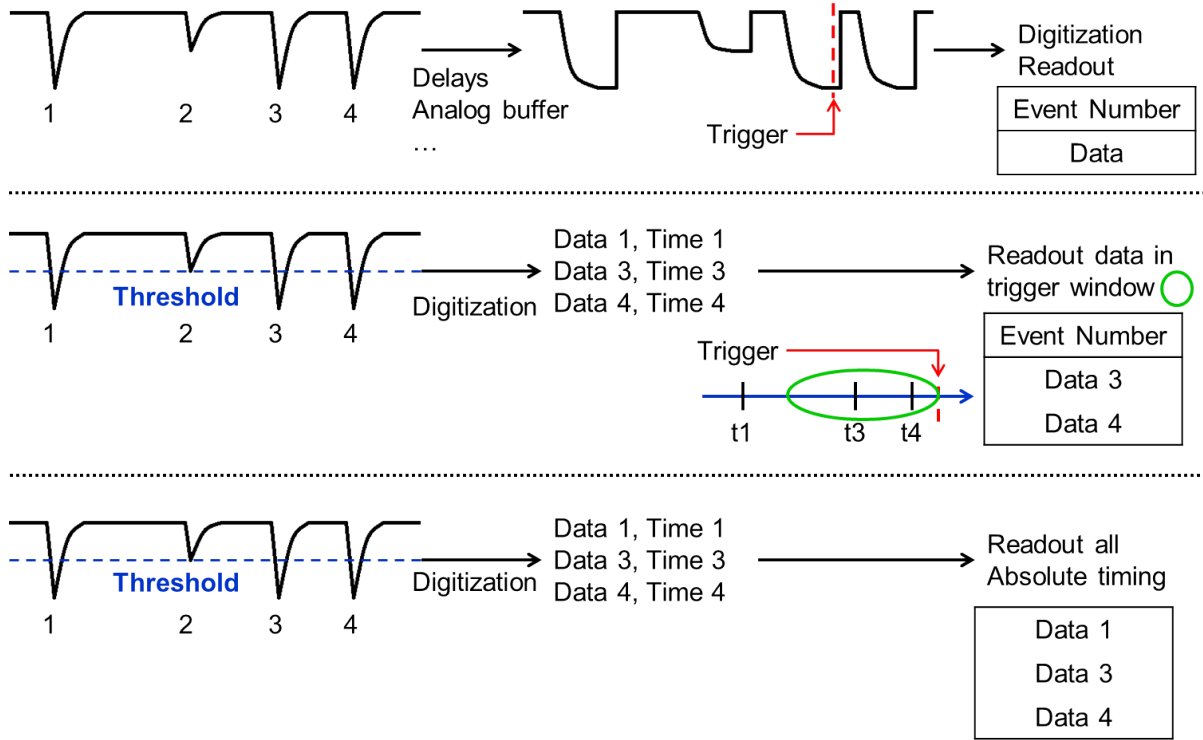 1 2 3 4
Delays
Analog buffer
…
Trigger
Digitization
Readout
Event Number
Data
Threshold
1 2 3 4
Digitization
Data 1, Time 1
Data 3, Time 3
Data 4, Time 4
Readout data in
trigger window
Trigger
t1 t3 t4
Event Number
Data 3
Data 4
Threshold
1 2 3 4
Digitization
Data 1, Time 1
Data 3, Time 3
Data 4, Time 4
Readout all
Absolute timing
Data 1
Data 3
Data 4